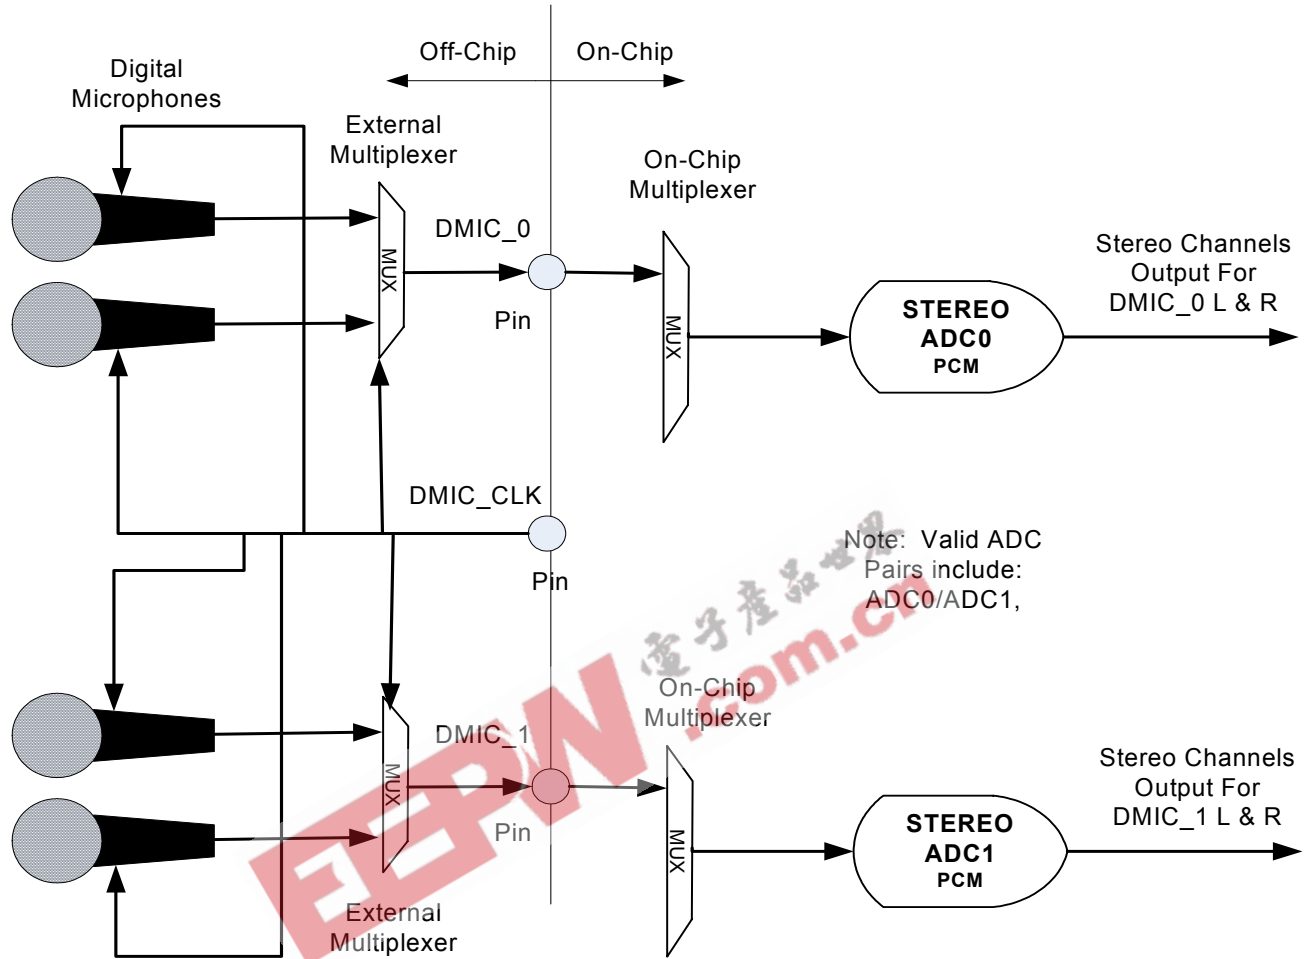 Off-Chip
On-Chip
Digital
Microphones
External
Multiplexer
On-Chip
Multiplexer
MUX
DMIC_0
Pin
MUX
STEREO
ADC0
PCM
Stereo Channels
Output For
DMIC_0 L & R
DMIC_CLK
Pin
Note: Valid ADC
Pairs include:
ADC0/ADC1,
電子產品世界
.com.cn
EEPW
On-Chip
Multiplexer
DMIC_1
Pin
MUX
MUX
STEREO
ADC1
PCM
Stereo Channels
Output For
DMIC_1 L & R
External
Multiplexer